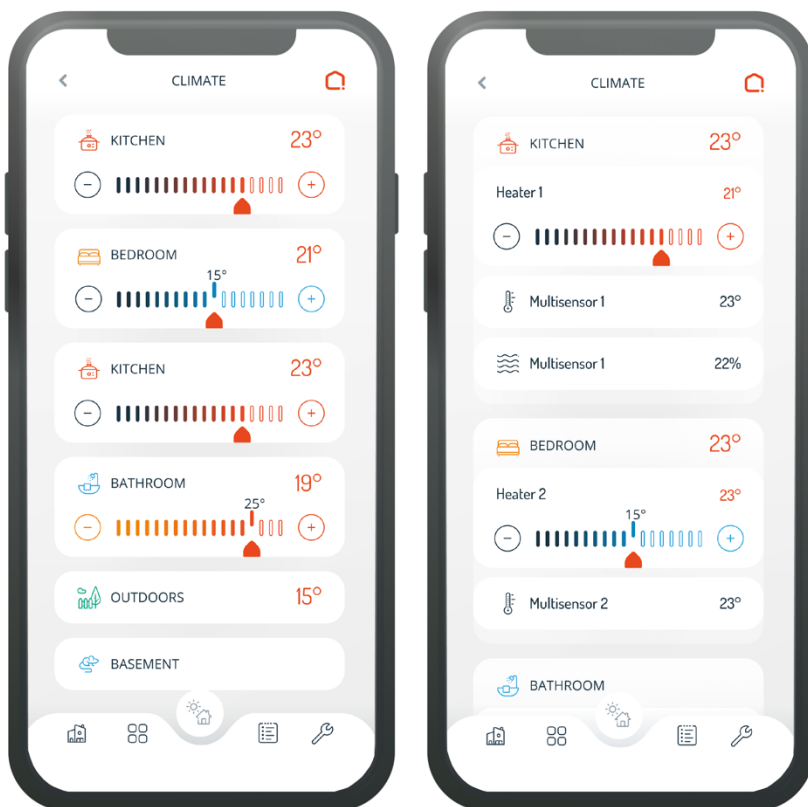 CLIMATE
KITCHEN 23°
BEDROOM 21°
15°
KITCHEN 23°
BATHROOM 19°
25°
OUTDOORS 15°
BASEMENT
CLIMATE
KITCHEN 23°
Heater 1 21°
Multisensor 1 23°
Multisensor 1 22%
BEDROOM 23°
Heater 2 23°
15°
Multisensor 2 23°
BATHROOM